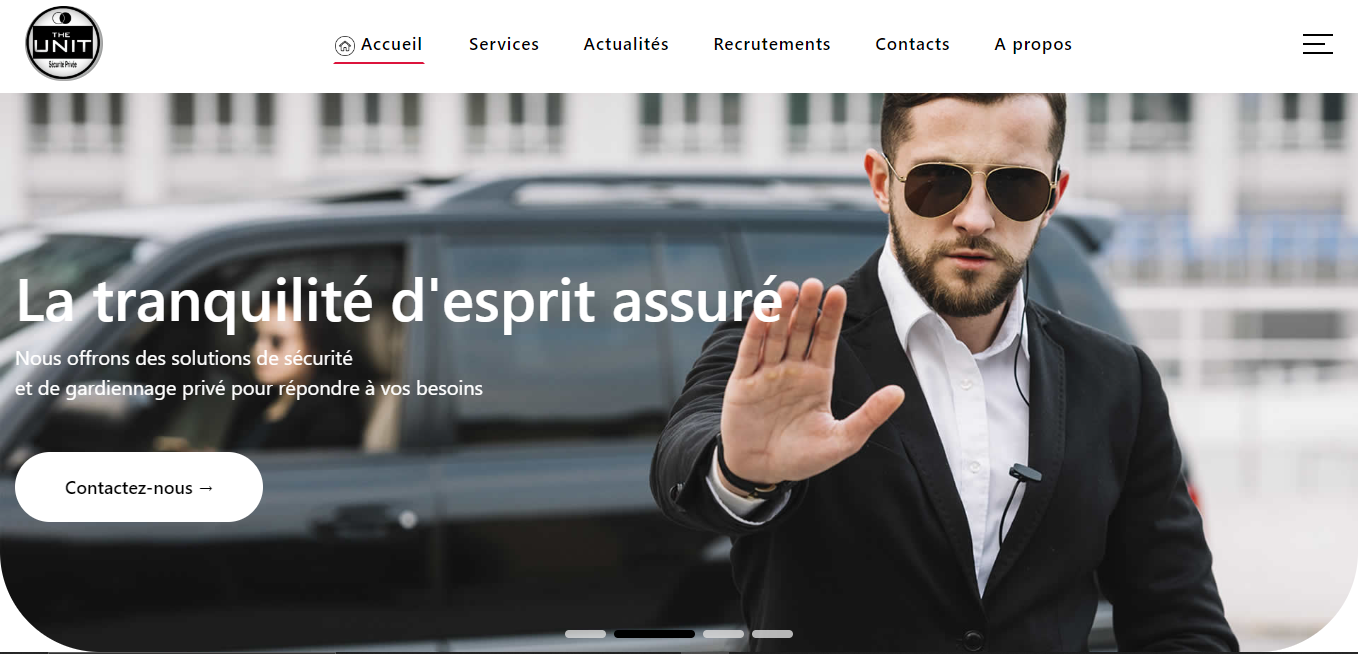 THE
UNIT
Sécurité Privée
Accueil
Services
Actualités
Recrutements
Contacts
A propos
La tranquilité d'esprit assuré
Nous offrons des solutions de sécurité
et de gardiennage privé pour répondre à vos besoins
Contactez-nous →